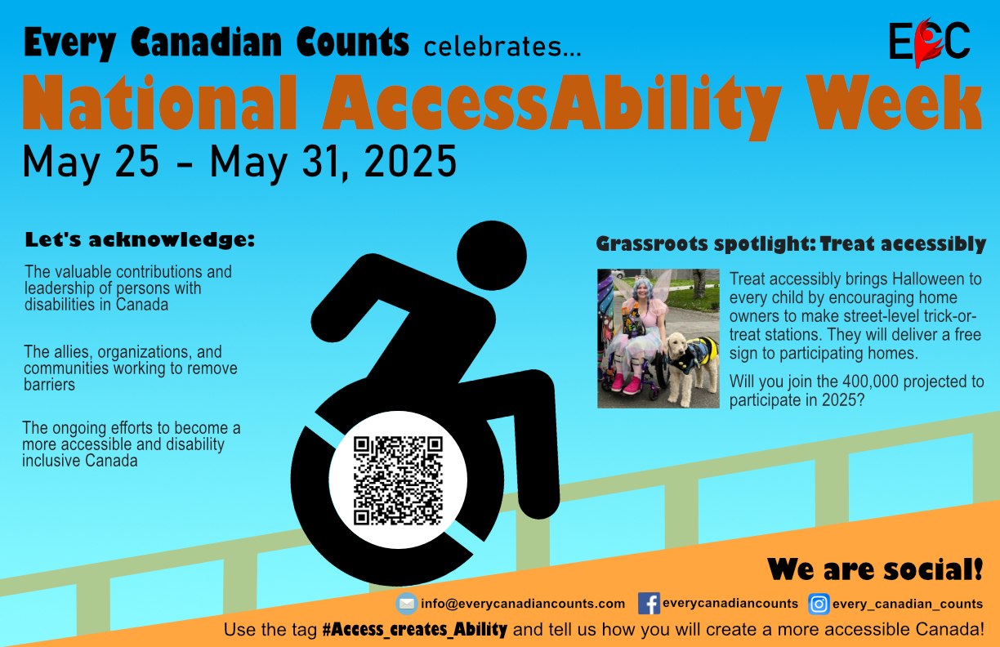 Every Canadian Counts celebrates...
ECC
National AccessAbility Week
May 25 - May 31, 2025
Let's acknowledge:
The valuable contributions and
leadership of persons with
disabilities in Canada
The allies, organizations, and
communities working to remove
barriers
The ongoing efforts to become a
more accessible and disability
inclusive Canada
Grassroots spotlight: Treat accessibly
Treat accessibly brings Halloween to
every child by encouraging home
owners to make street-level trick-or-
treat stations. They will deliver a free
sign to participating homes.
Will you join the 400,000 projected to
participate in 2025?
We are social!
info@everycanadiancounts.com everycanadiancounts every_canadian_counts
Use the tag #Access_creates_Ability and tell us how you will create a more accessible Canada!